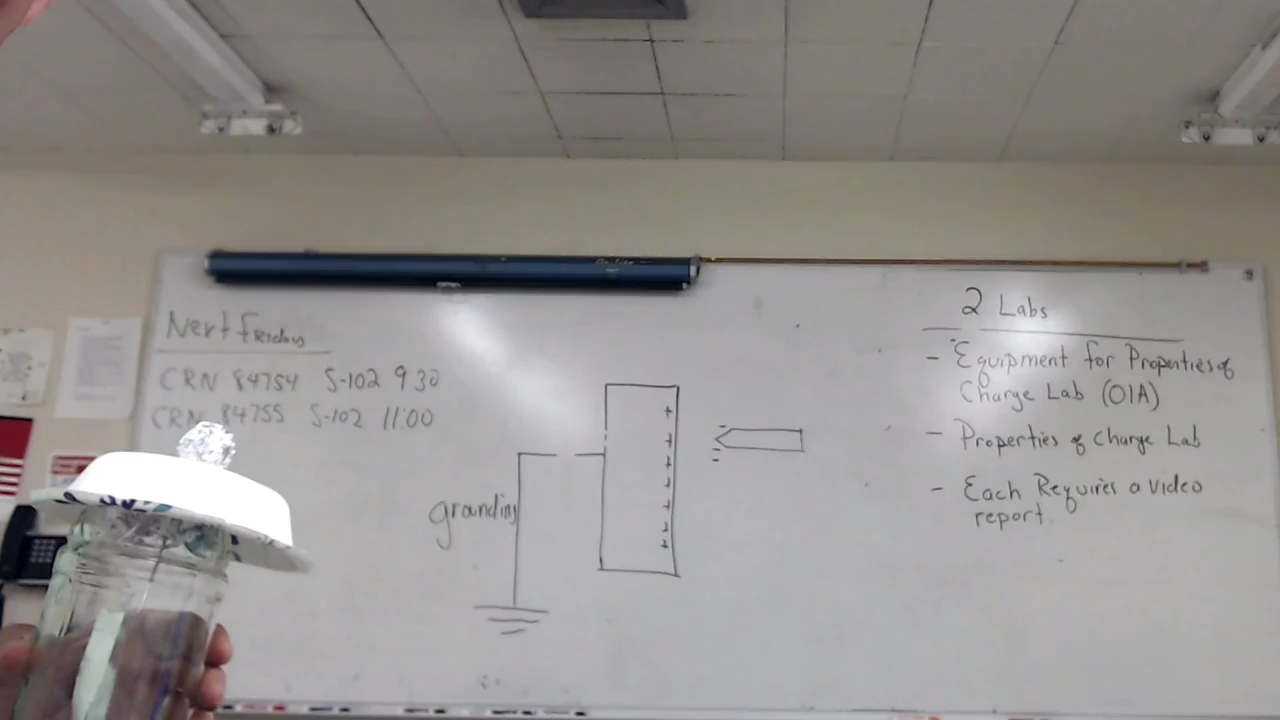 Next Friday
CRN 84754 S-102 9 30
CRN 84755 S-102 11:00
grounding
+
+
+
+
+
+
+
2 Labs
- Equipment for Properties of
Charge Lab (01A)
- Properties of Charge Lab
- Each Requires a video
report.